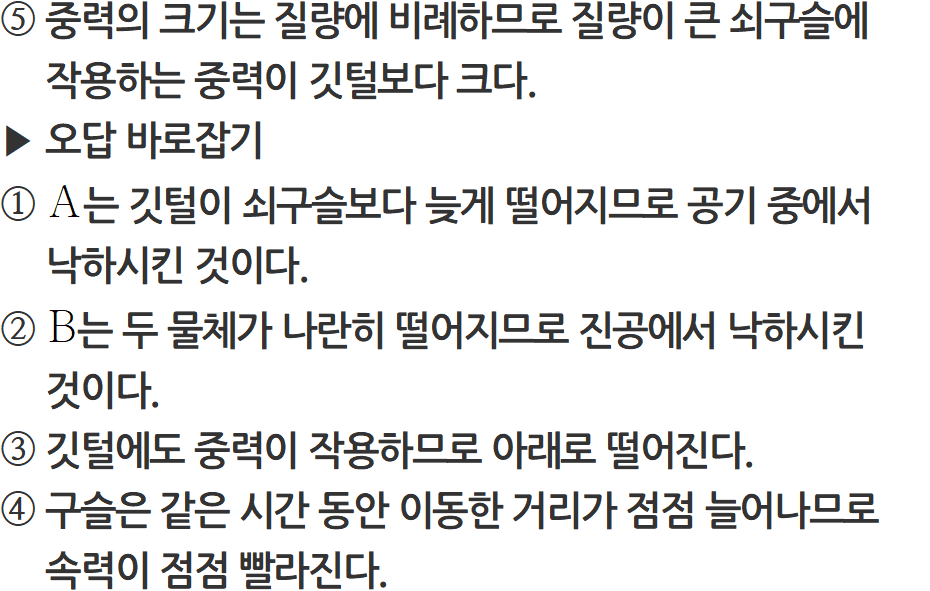 ⑤ 중력의 크기는 질량에 비례하므로 질량이 큰 쇠구슬에
작용하는 중력이 깃털보다 크다.
▶ 오답 바로잡기
① A는 깃털이 쇠구슬보다 늦게 떨어지므로 공기 중에서
낙하시킨 것이다.
② B는 두 물체가 나란히 떨어지므로 진공에서 낙하시킨
것이다.
③ 깃털에도 중력이 작용하므로 아래로 떨어진다.
④ 구슬은 같은 시간 동안 이동한 거리가 점점 늘어나므로
속력이 점점 빨라진다.